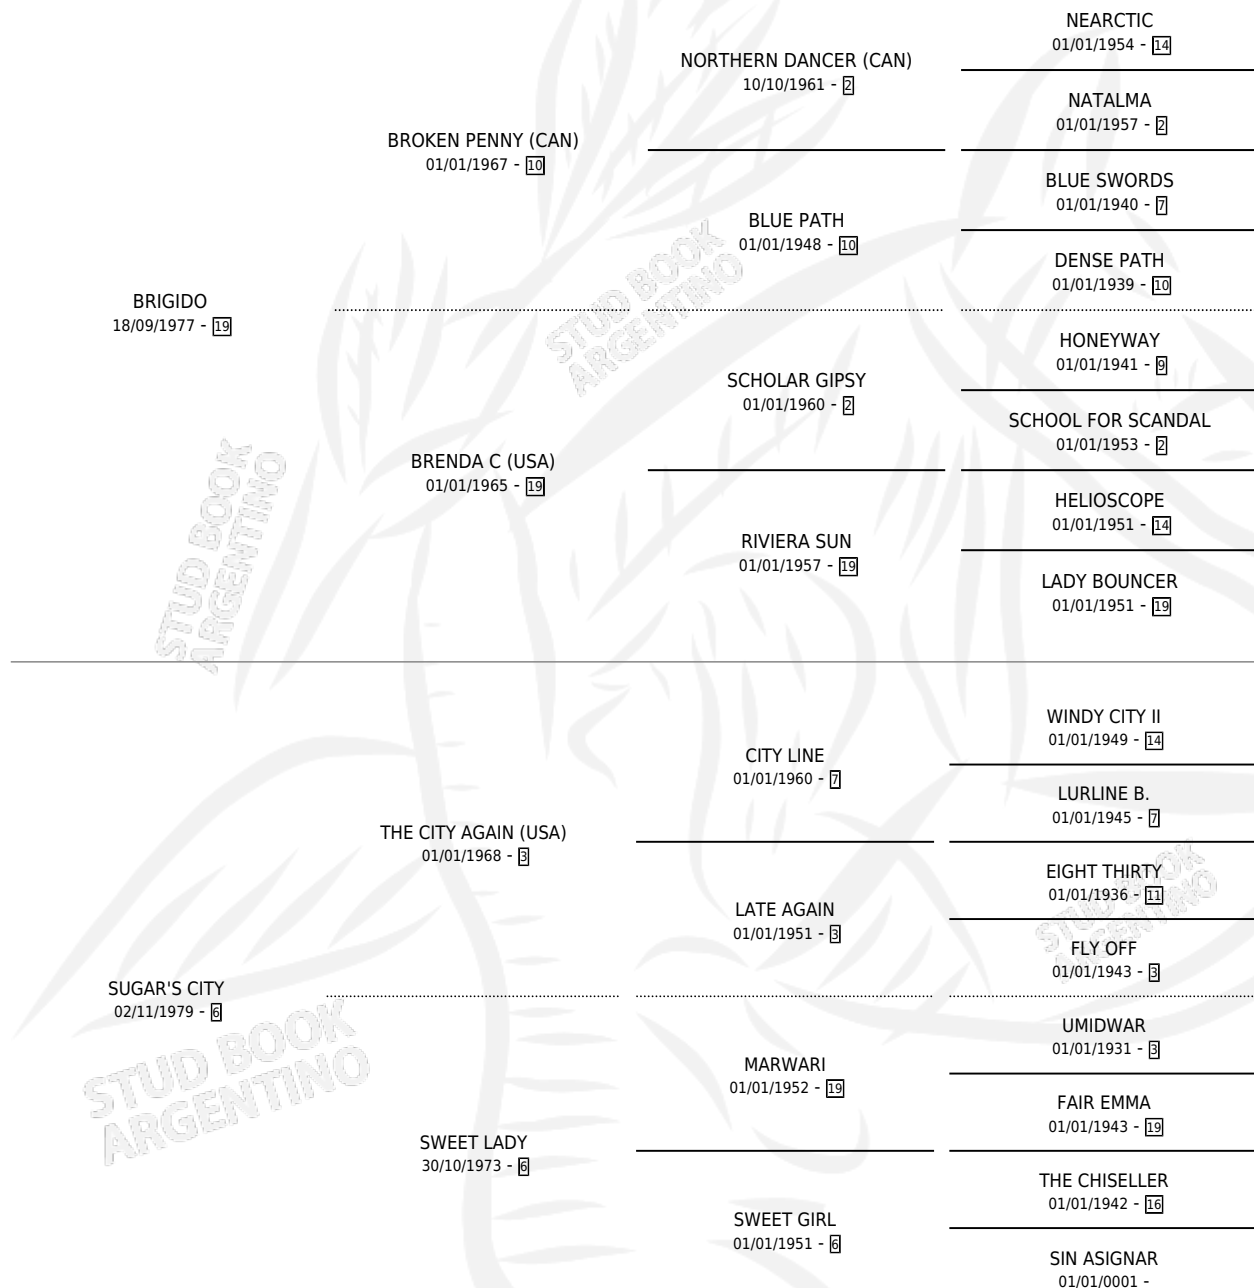 NEARCTIC
01/01/1954 - 14
NORTHERN DANCER (CAN)
10/10/1961 - 2
NATALMA
01/01/1957 - 2
BROKEN PENNY (CAN)
01/01/1967 - 10
BLUE SWORDS
01/01/1940 - 7
BLUE PATH
01/01/1948 - 10
DENSE PATH
01/01/1939 - 10
BRIGIDO
18/09/1977 - 19
STUD BOOK
ARGENTINO
HONEYWAY
01/01/1941 - 9
SCHOLAR GIPSY
01/01/1960 - 2
SCHOOL FOR SCANDAL
01/01/1953 - 2
BRENDA C (USA)
01/01/1965 - 19
HELIOSCOPE
01/01/1951 - 14
RIVIERA SUN
01/01/1957 - 19
LADY BOUNCER
01/01/1951 - 19
STUD BOOK
ARGENTINO
WINDY CITY II
01/01/1949 - 14
CITY LINE
01/01/1960 - 7
LURLINE B.
01/01/1945 - 7
THE CITY AGAIN (USA)
01/01/1968 - 3
EIGHT THIRTY
01/01/1936 - 11
LATE AGAIN
01/01/1951 - 3
FLY OFF
01/01/1943 - 3
STUD BOOK
ARGENTINO
SUGAR'S CITY
02/11/1979 - 6
UMIDWAR
01/01/1931 - 3
MARWARI
01/01/1952 - 19
FAIR EMMA
01/01/1943 - 19
STUD BOOK
ARGENTINO
SWEET LADY
30/10/1973 - 6
THE CHISELLER
01/01/1942 - 16
SWEET GIRL
01/01/1951 - 6
SIN ASIGNAR
01/01/0001 -